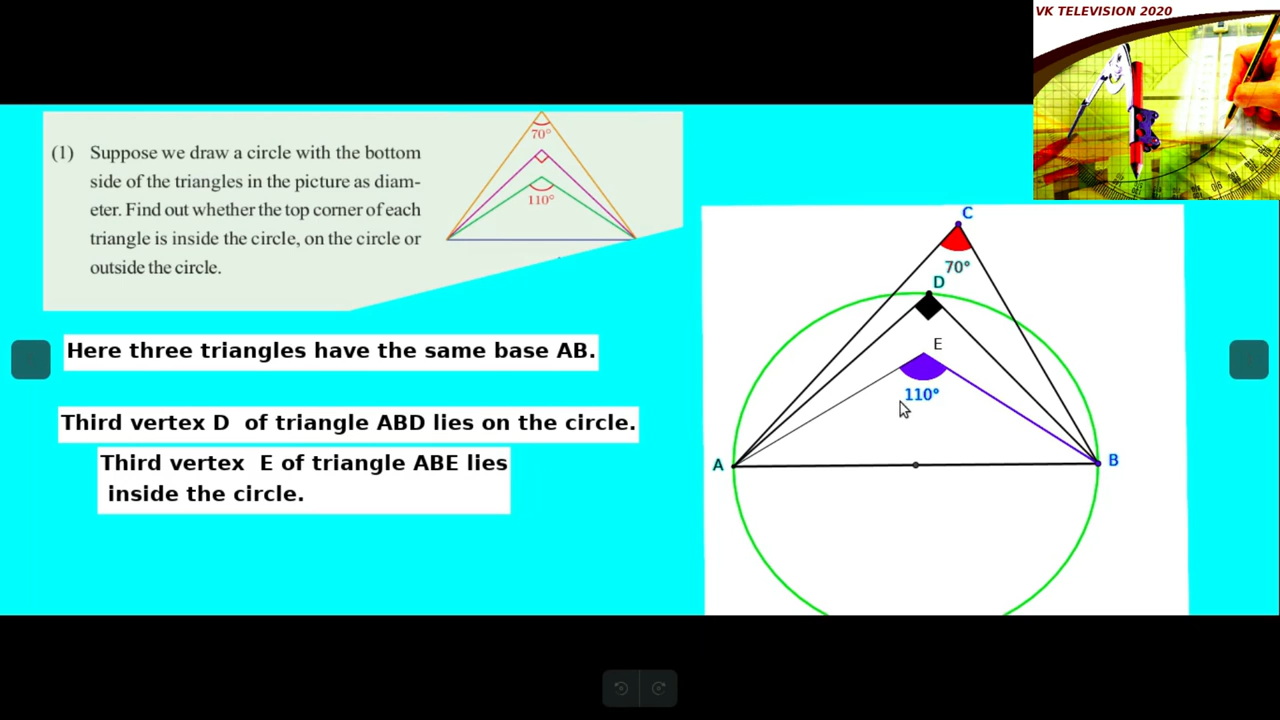 VK TELEVISION 2020
(1) Suppose we draw a circle with the bottom
side of the triangles in the picture as diam-
eter. Find out whether the top corner of each
triangle is inside the circle, on the circle or
outside the circle.
70°
110°
Here three triangles have the same base AB.
Third vertex D of triangle ABD lies on the circle.
Third vertex E of triangle ABE lies
inside the circle.
C
70°
D
E
110°
A
B